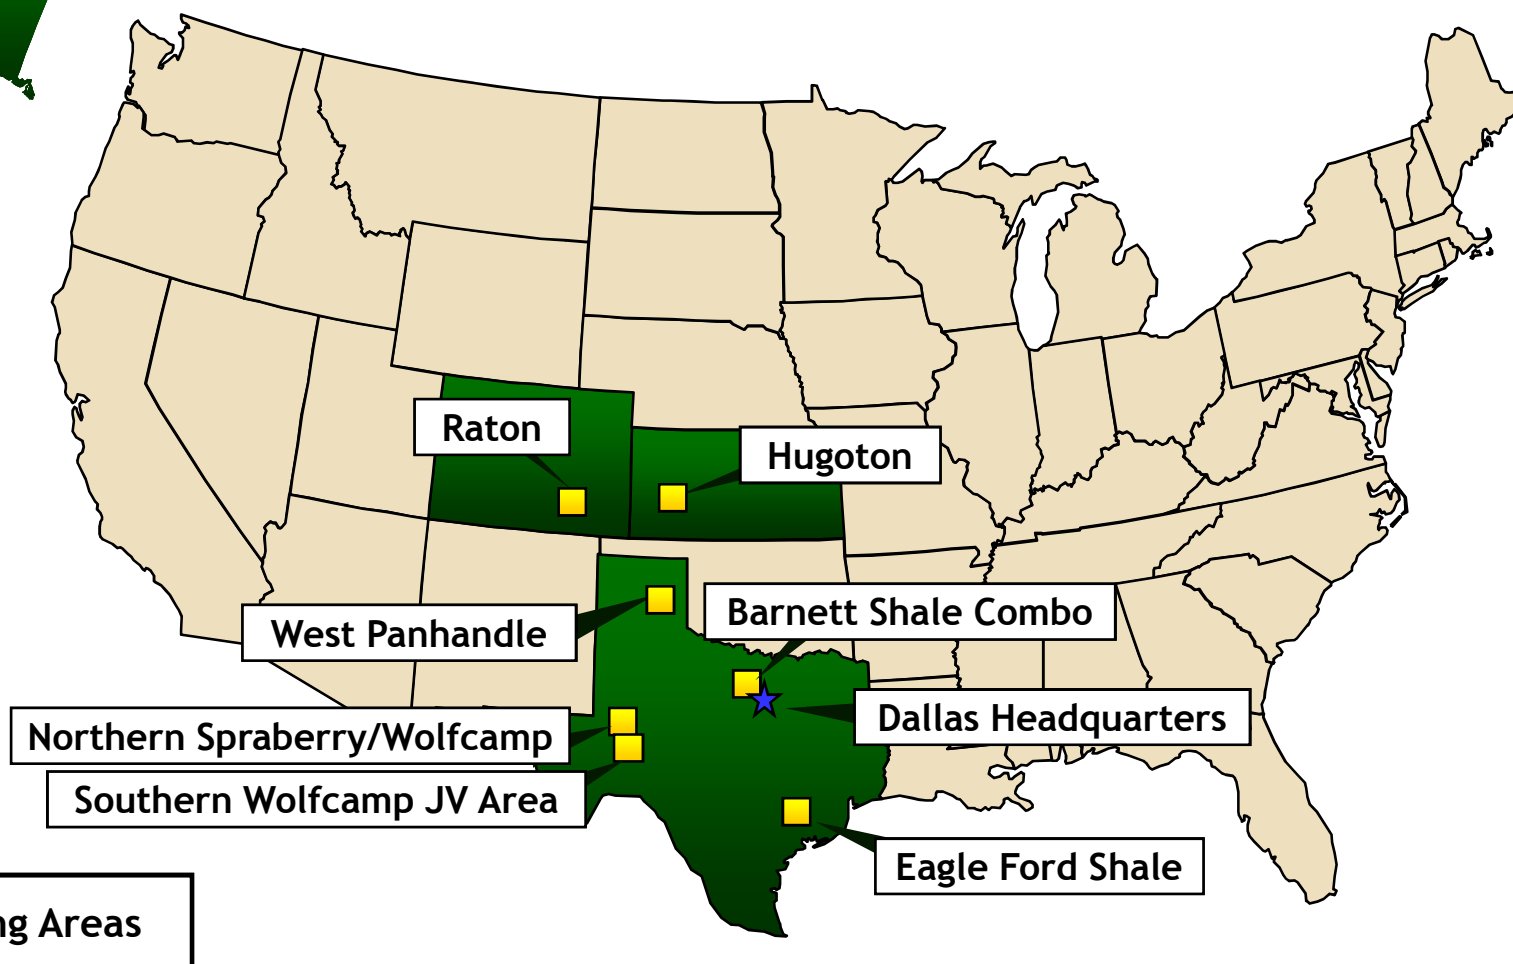 Raton
Hugoton
West Panhandle
Barnett Shale Combo
Dallas Headquarters
Northern Spraberry/Wolfcamp
Southern Wolfcamp JV Area
Eagle Ford Shale
Areas